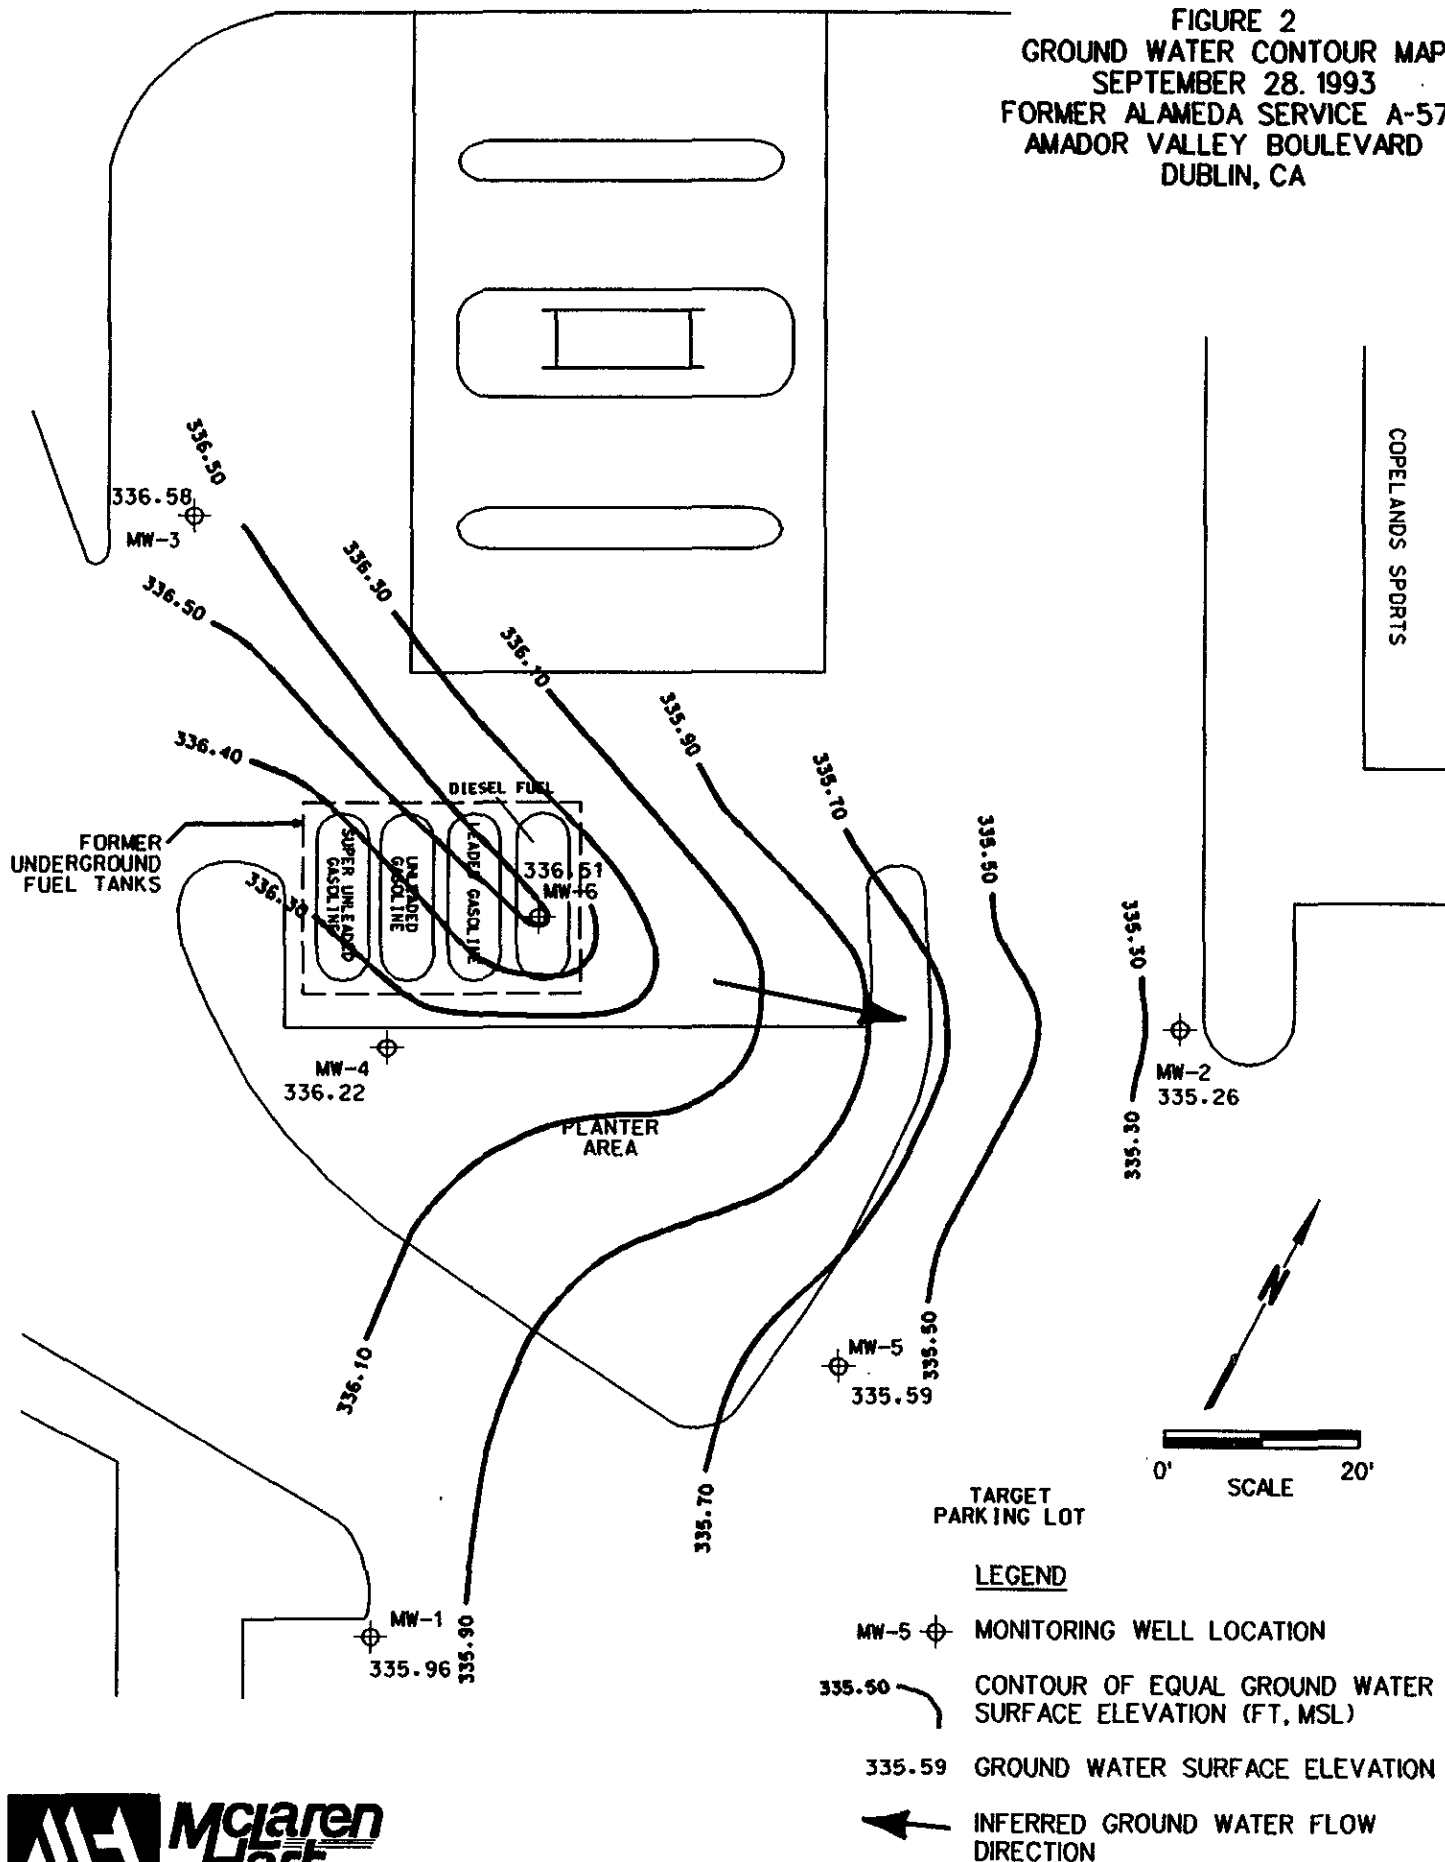 FIGURE 2
GROUND WATER CONTOUR MAP
SEPTEMBER 28. 1993
FORMER ALAMEDA SERVICE A-57
AMADOR VALLEY BOULEVARD
DUBLIN, CA
COPELANDS SPORTS
336.50
336.58
MW-3
336.50
336.30
336.10
335.90
336.40
335.70
335.50
335.30
DIESEL FUEL
FORMER
UNDERGROUND
FUEL TANKS
SUPER UNLEADED
GASOLINE
UNLEADED
GASOLINE
LEADED GASOLINE
336.51
MW-6
336.30
MW-4
336.22
MW-2
335.26
335.30
PLANTER
AREA
N
336.10
MW-5
335.59
335.50
0'
20'
SCALE
335.70
TARGET
PARKING LOT
MW-1
335.96
335.90
LEGEND
MW-5 MONITORING WELL LOCATION
335.50 CONTOUR OF EQUAL GROUND WATER
SURFACE ELEVATION (FT, MSL)
335.59 GROUND WATER SURFACE ELEVATION
INFERRED GROUND WATER FLOW
DIRECTION
McLaren
Hart